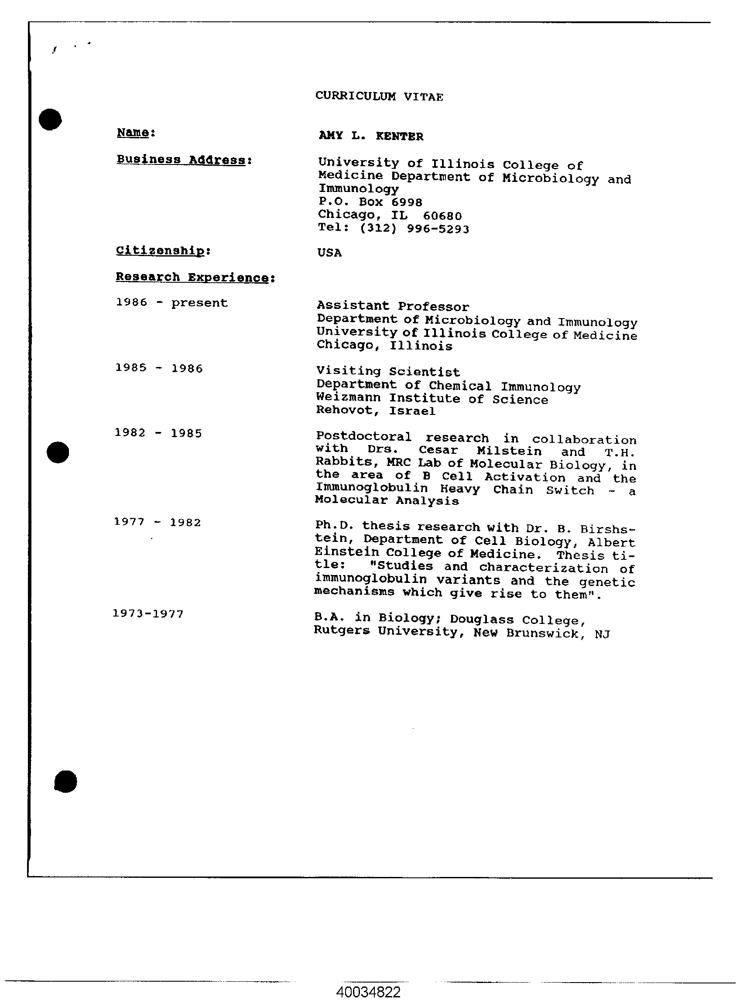 CURRICULUM VITAE
Name: AMY L. KENTER
Business Address: University of Illinois College of
Medicine Department of Microbiology and
Immunology
P.O. Box 6998
Chicago, IL 60680
Tel: (312) 996-5293
Citizenship: USA
Research Experience:
1986 - present Assistant Professor
Department of Microbiology and Immunology
University of Illinois College of Medicine
Chicago, Illinois
1985 - 1986 Visiting Scientist
Department of Chemical Immunology
Weizmann Institute of Science
Rehovot, Israel
1982 - 1985 Postdoctoral research in collaboration
with Drs. Cesar Milstein and T.H.
Rabbits, MRC Lab of Molecular Biology, in
the area of B Cell Activation and the
Immunoglobulin Heavy Chain Switch - a
Molecular Analysis
1977 - 1982 Ph.D. thesis research with Dr. B. Birshs-
tein, Department of Cell Biology, Albert
Einstein College of Medicine. Thesis ti-
tle: "Studies and characterization of
immunoglobulin variants and the genetic
mechanisms which give rise to them".
1973-1977 B.A. in Biology; Douglass College,
Rutgers University, New Brunswick, NJ
40034822